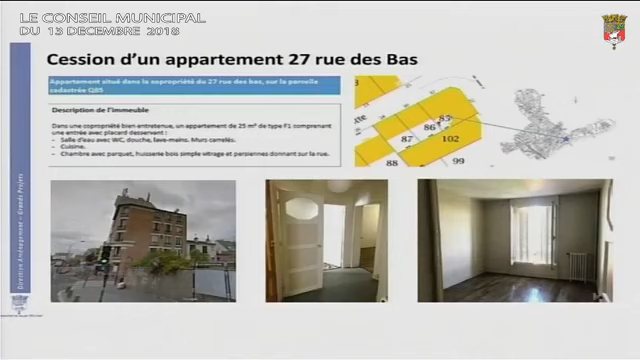 LE CONSEIL MUNICIPAL
DU 13 DECEMBRE 2018
Cession d'un appartement 27 rue des Bas
Appartement situé dans la copropriété du 27 rue des bas, sur la parcelle
cadastrée Q85
Description de l'immeuble
Dans une copropriété bien entretenue, un appartement de 25 m² de type F1 comprenant
une entrée avec placard desservant :
- Salle d'eau avec WC, douche, lave-mains. Murs carrelés.
- Cuisine.
- Chambre avec parquet, huisserie bois simple vitrage et persiennes donnant sur la rue.
85
86
87
102
88
99
Direction Aménagement – Grands Projets